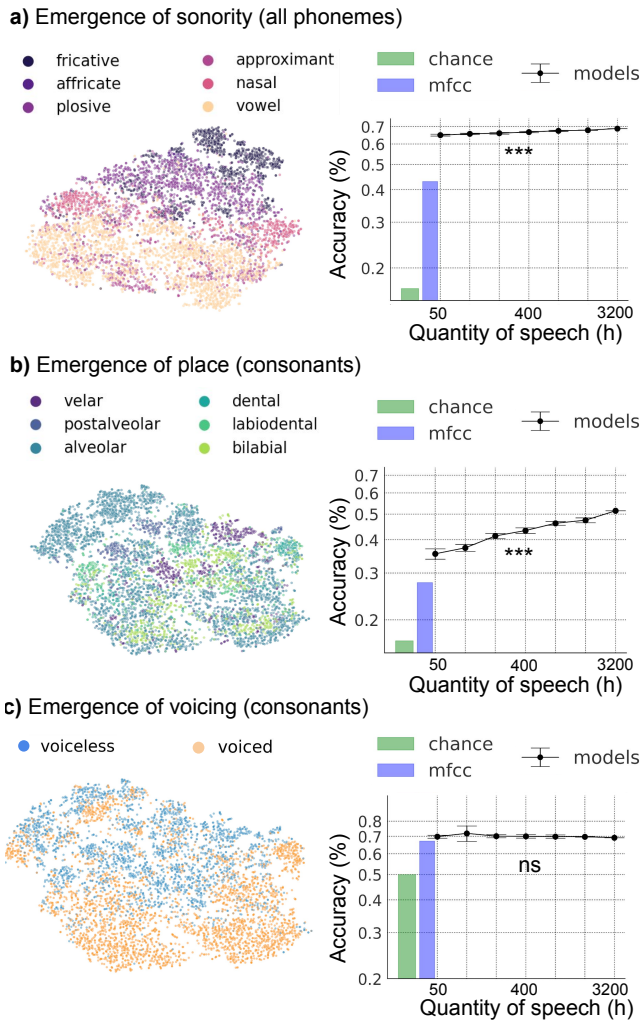 a) Emergence of sonority (all phonemes)
fricative
affricate
plosive
approximant
nasal
vowel
chance
mfcc
models
0.7
0.6
0.4
0.3
0.2
Accuracy (%)
***
50
400
3200
Quantity of speech (h)
b) Emergence of place (consonants)
velar
postalveolar
alveolar
dental
labiodental
bilabial
chance
mfcc
models
0.7
0.6
0.5
0.4
0.3
0.2
Accuracy (%)
***
50
400
3200
Quantity of speech (h)
c) Emergence of voicing (consonants)
voiceless
voiced
chance
mfcc
models
0.8
0.7
0.6
0.5
0.4
0.3
0.2
Accuracy (%)
ns
50
400
3200
Quantity of speech (h)